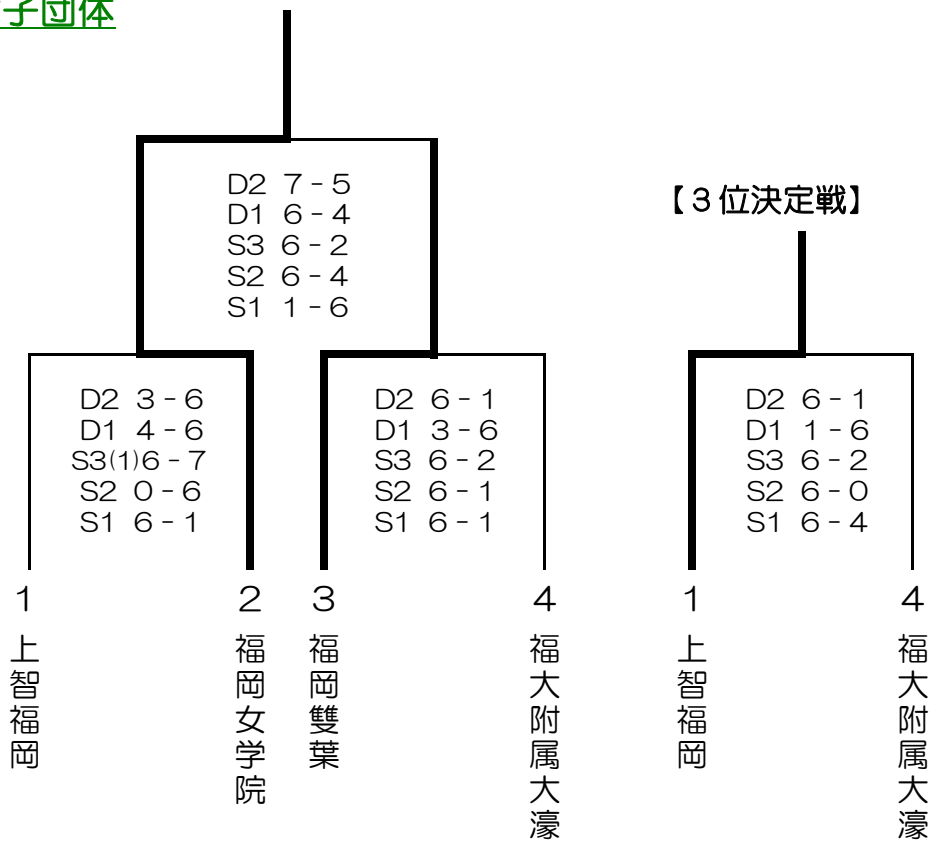 子団体
D2 7-5
D1 6-4
S3 6-2
S2 6-4
S1 1-6
【3位決定戦】
D2 3-6
D1 4-6
S3(1)6-7
S2 0-6
S1 6-1
D2 6-1
D1 3-6
S3 6-2
S2 6-1
S1 6-1
D2 6-1
D1 1-6
S3 6-2
S2 6-0
S1 6-4
1
上智福岡
2
福岡女学院
3
福岡雙葉
4
福大附属大濠
1
上智福岡
4
福大附属大濠